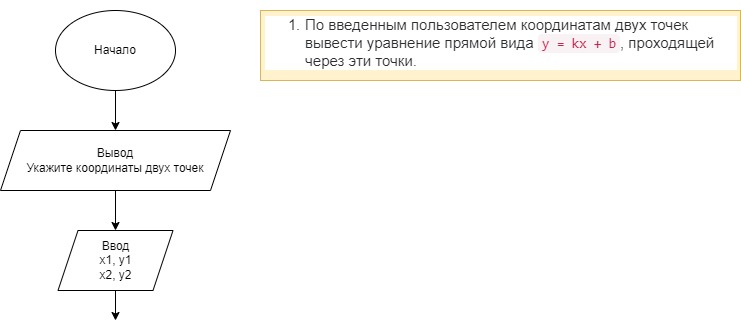 Начало
Вывод
Укажите координаты двух точек
Ввод
x1, y1
x2, y2
1. По введенным пользователем координатам двух точек
вывести уравнение прямой вида y = kx + b, проходящей
через эти точки.